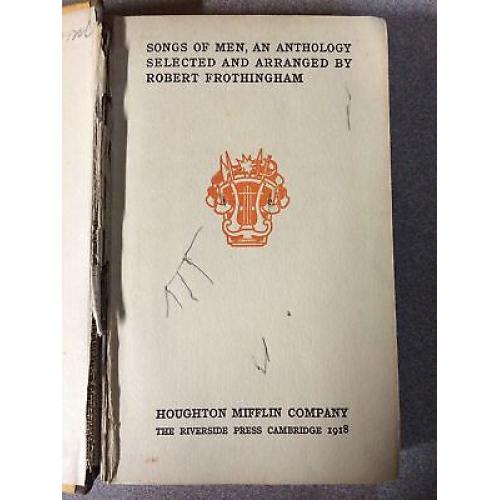 SONGS OF MEN, AN ANTHOLOGY
SELECTED AND ARRANGED BY
ROBERT FROTHINGHAM
HOUGHTON MIFFLIN COMPANY
THE RIVERSIDE PRESS CAMBRIDGE 1918